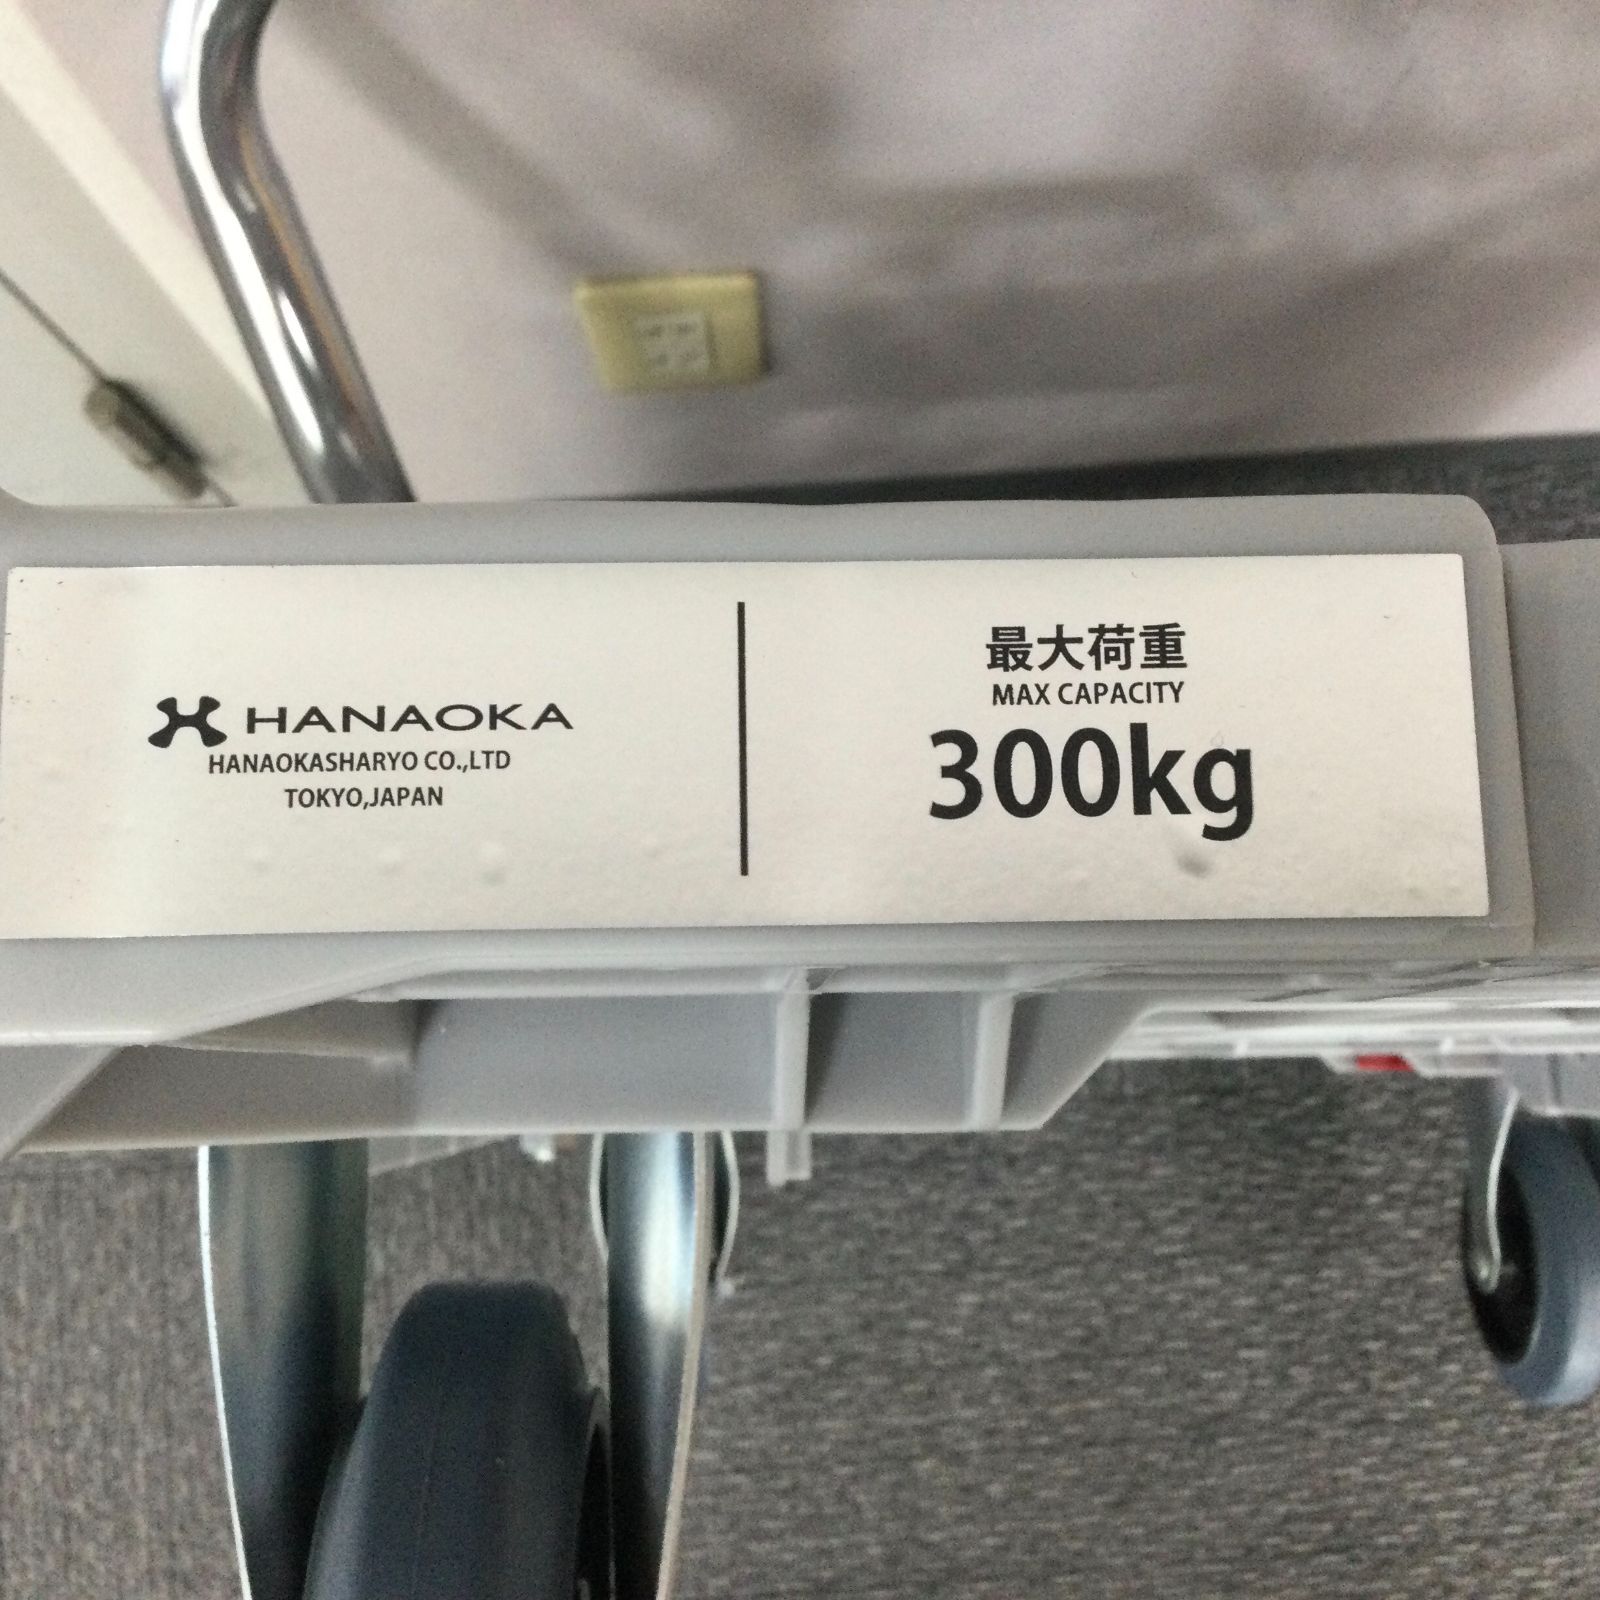 HANAOKA
HANAOKASHARYO CO.,LTD
TOKYO,JAPAN
最大荷重
MAX CAPACITY
300kg